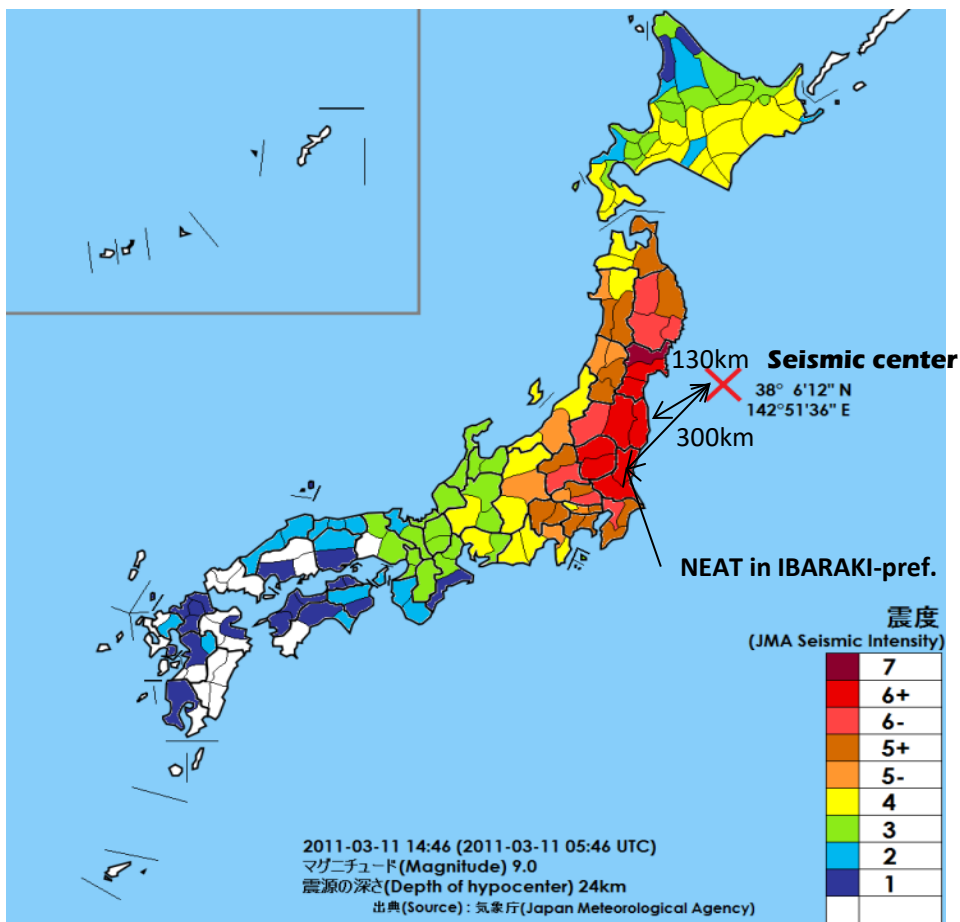 130km Seismic center
38° 6'12" N
142°51'36" E
300km
NEAT in IBARAKI-pref.
震度
(JMA Seismic Intensity)
7
6+
6-
5+
5-
4
3
2
1
2011-03-11 14:46 (2011-03-11 05:46 UTC)
マグニチュード(Magnitude) 9.0
震源の深さ(Depth of hypocenter) 24km
出典(Source) : 気象庁(Japan Meteorological Agency)